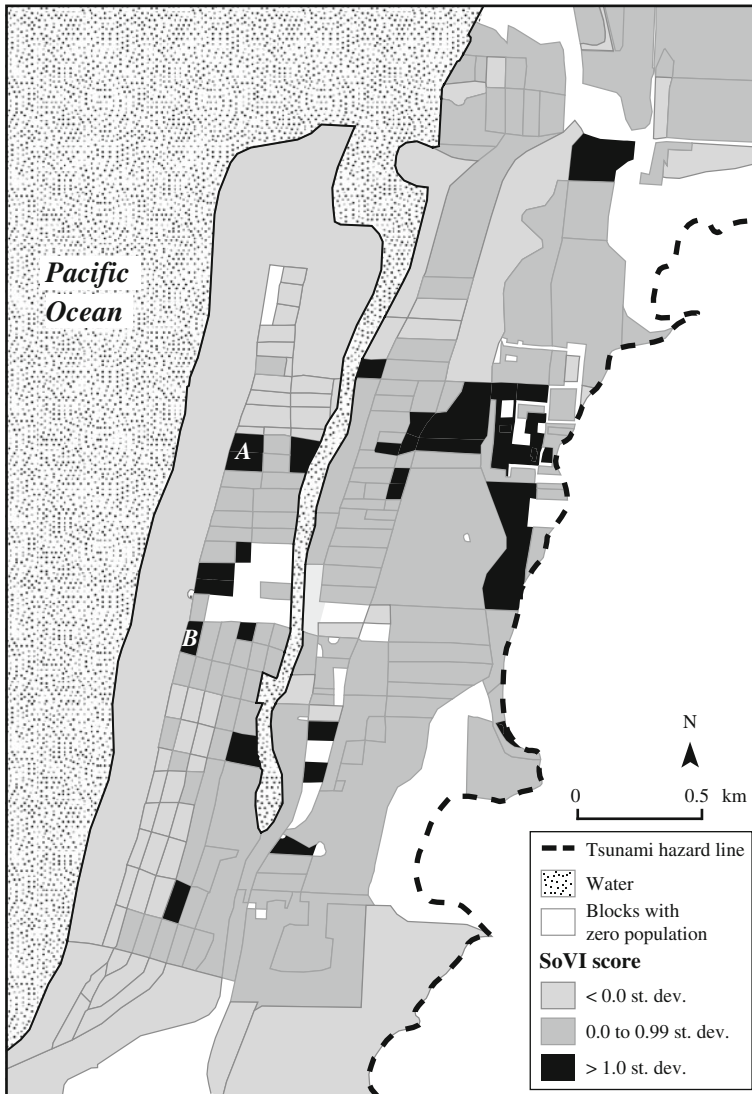 Pacific
Ocean
A
B
N
0 0.5 km
Tsunami hazard line
Water
Blocks with
zero population
SoVI score
< 0.0 st. dev.
0.0 to 0.99 st. dev.
> 1.0 st. dev.